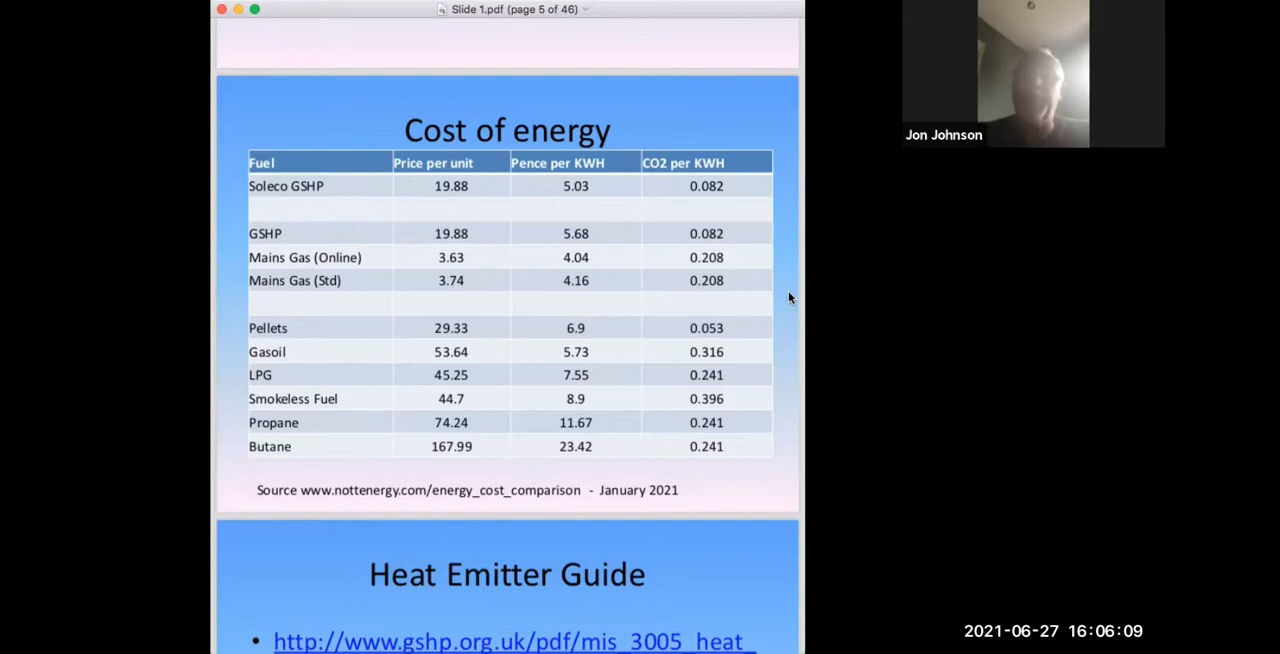 Slide 1.pdf (page 5 of 46)
Jon Johnson
Cost of energy
Fuel Price per unit Pence per KWH CO2 per KWH
Soleco GSHP 19.88 5.03 0.082
GSHP 19.88 5.68 0.082
Mains Gas (Online) 3.63 4.04 0.208
Mains Gas (Std) 3.74 4.16 0.208
Pellets 29.33 6.9 0.053
Gasoil 53.64 5.73 0.316
LPG 45.25 7.55 0.241
Smokeless Fuel 44.7 8.9 0.396
Propane 74.24 11.67 0.241
Butane 167.99 23.42 0.241
Source www.nottenergy.com/energy_cost_comparison - January 2021
Heat Emitter Guide
• http://www.gshp.org.uk/pdf/mis_3005_heat_
2021-06-27 16:06:09